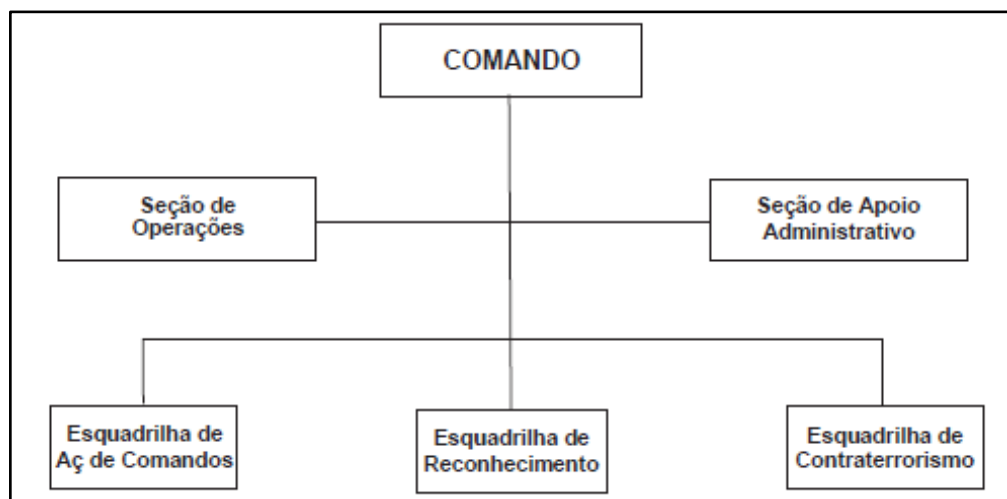 COMANDO
Seção de
Operações
Seção de Apoio
Administrativo
Esquadrilha de
Aç de Comandos
Esquadrilha de
Reconhecimento
Esquadrilha de
Contraterrorismo